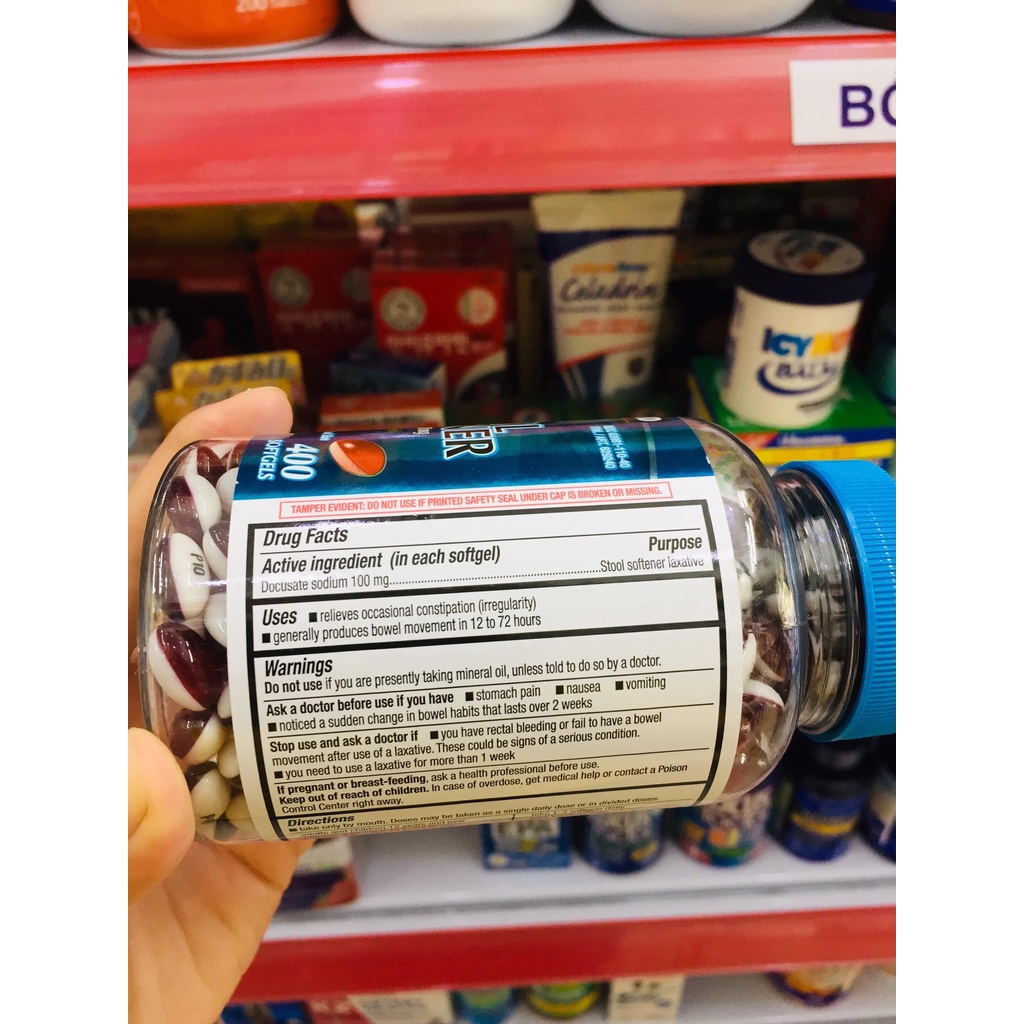 BỔ
Celadrin
ICY HOT
BALM
400
SOFTGELS
TAMPER EVIDENT: DO NOT USE IF PRINTED SAFETY SEAL UNDER CAP IS BROKEN OR MISSING.
Drug Facts
Active ingredient (in each softgel) Purpose
Docusate sodium 100 mg..........Stool softener laxative
Uses ■ relieves occasional constipation (irregularity)
■ generally produces bowel movement in 12 to 72 hours
Warnings
Do not use if you are presently taking mineral oil, unless told to do so by a doctor.
Ask a doctor before use if you have ■ stomach pain ■ nausea ■ vomiting
■ noticed a sudden change in bowel habits that lasts over 2 weeks
Stop use and ask a doctor if ■ you have rectal bleeding or fail to have a bowel
movement after use of a laxative. These could be signs of a serious condition.
■ you need to use a laxative for more than 1 week
If pregnant or breast-feeding, ask a health professional before use.
Keep out of reach of children. In case of overdose, get medical help or contact a Poison
Control Center right away.
Directions
■ take only by mouth. Doses may be taken as a single daily dose or in divided doses.
P10